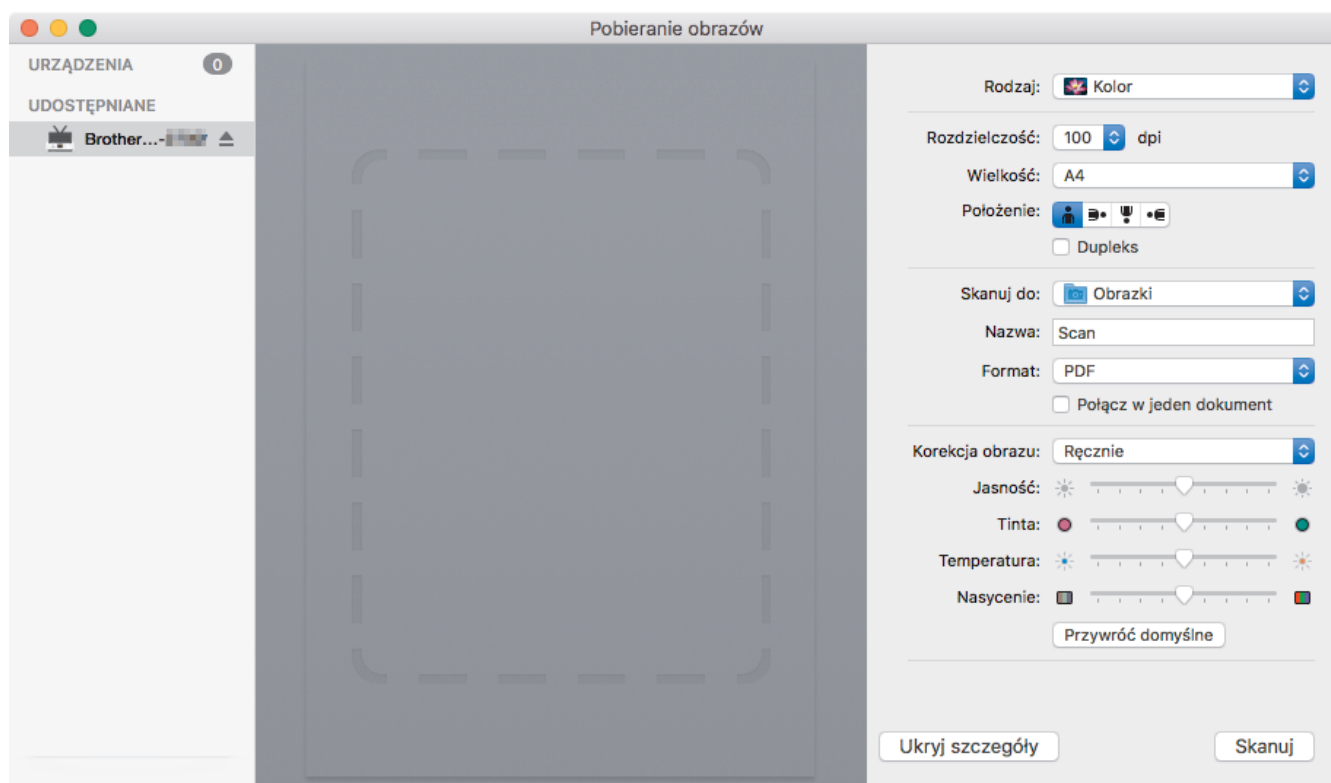 Pobieranie obrazów
URZĄDZENIA 0
UDOSTĘPNIANE
Brother...-
Rodzaj: Kolor
Rozdzielczość: 100 dpi
Wielkość: A4
Położenie:
Dupleks
Skanuj do: Obrazki
Nazwa: Scan
Format: PDF
Połącz w jeden dokument
Korekcja obrazu: Ręcznie
Jasność:
Tinta:
Temperatura:
Nasycenie:
Przywróć domyślne
Ukryj szczegóły Skanuj